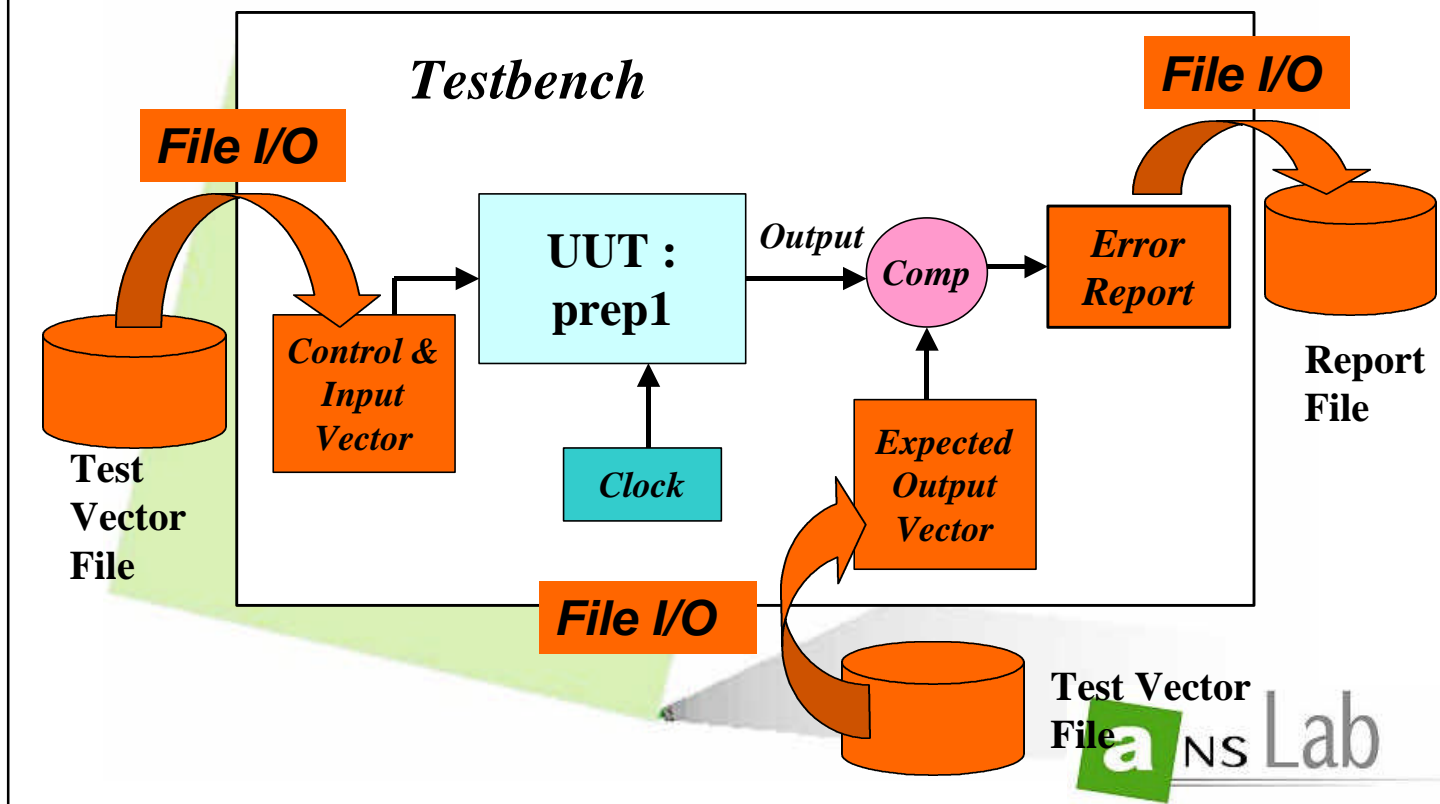 Testbench
File I/O
File I/O
UUT :
prep1
Output
Comp
Error
Report
Control &
Input
Vector
Report
File
Test
Vector
File
Clock
Expected
Output
Vector
File I/O
Test Vector
File
a NS Lab